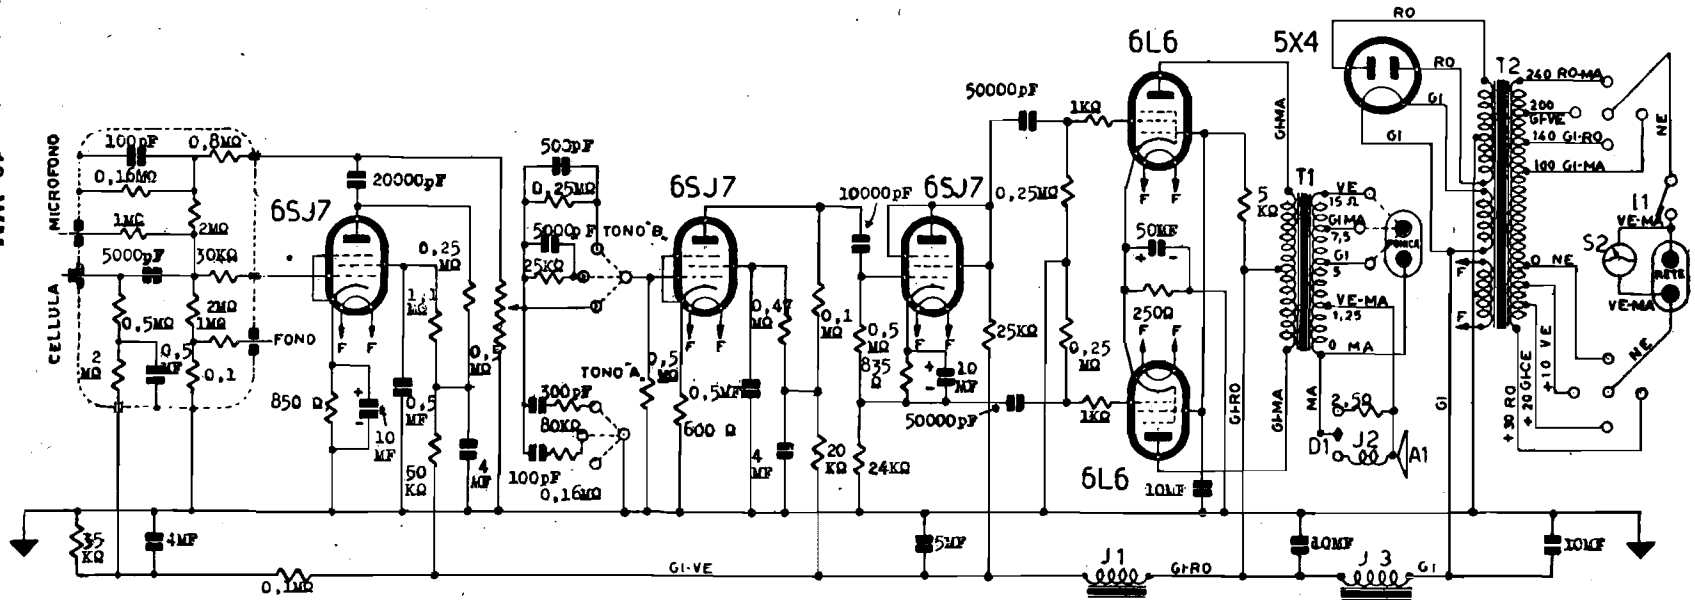 MICROFONO
100pF
0,8MΩ
0,16MΩ
1MΩ
2MΩ
5000pF
30KΩ
CELLULA
0,5MΩ
2MΩ
1MΩ
FONO
2
MΩ
0,5
MF
0,1
35
KΩ
4MF
0,1MΩ
6SJ7
20000pF
0,25
MΩ
1,1
MΩ
F F
850 Ω
10
MF
0,5
MF
50
KΩ
4
MF
0,5
MΩ
500pF
0,25MΩ
5000pF
25KΩ
TONO"B"
TONO"A"
300pF
80KΩ
100pF
0,16MΩ
6SJ7
0,5
MΩ
F F
600 Ω
0,47
MΩ
0,5MF
4
MF
0,1
MΩ
20
KΩ
GI-VE
10000pF
6SJ7
0,5
MΩ
835
Ω
F F
10
MF
24KΩ
5MF
50000pF
0,25MΩ
25KΩ
0,25
MΩ
50000pF
1KΩ
1KΩ
6L6
F F
50MF
250Ω
F F
6L6
10MF
5
KΩ
GI-RO
GI-MA
GI-MA
J1
GI-RO
10MF
J3
GI
10MF
5X4
RO
RO
GI
GI
T1
VE
15 Ω
GIMA
7,5
GI
5
VE-MA
1,25
0 MA
FONICA
MA
2,5Ω
D1
J2
A1
GI
F
F
T2
240 RO-MA
200
GI-VE
140 GI-RO
100 GI-MA
0 NE
+10 VE
+20 GI-CE
+30 RO
NE
NE
I1
VE-MA
S2
RETE
VE-MA